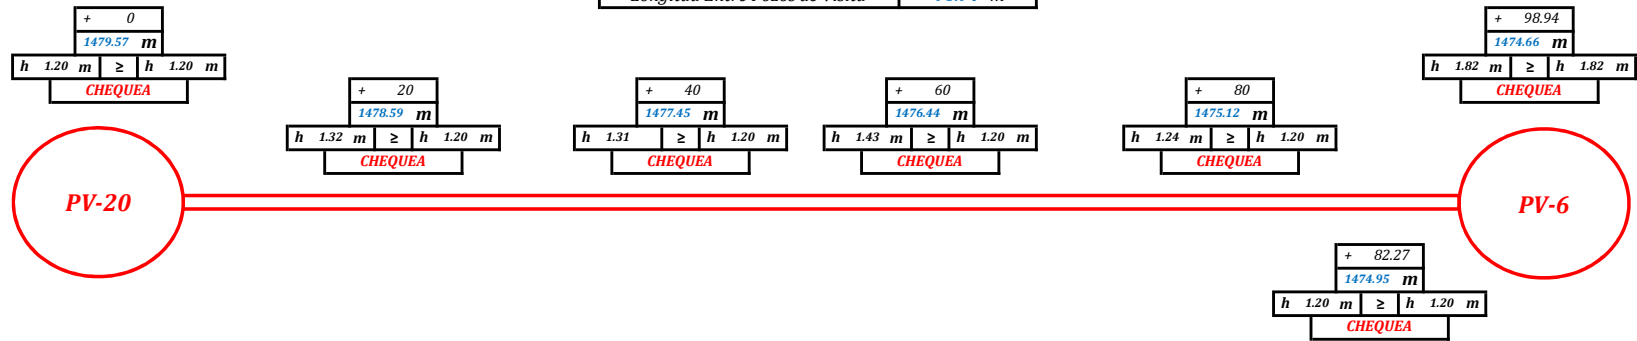 + 0
1479.57 m
h 1.20 m ≥ h 1.20 m
CHEQUEA
+ 98.94
1474.66 m
h 1.82 m ≥ h 1.82 m
CHEQUEA
+ 20
1478.59 m
h 1.32 m ≥ h 1.20 m
CHEQUEA
+ 40
1477.45 m
h 1.31 ≥ h 1.20 m
CHEQUEA
+ 60
1476.44 m
h 1.43 m ≥ h 1.20 m
CHEQUEA
+ 80
1475.12 m
h 1.24 m ≥ h 1.20 m
CHEQUEA
PV-20
PV-6
+ 82.27
1474.95 m
h 1.20 m ≥ h 1.20 m
CHEQUEA